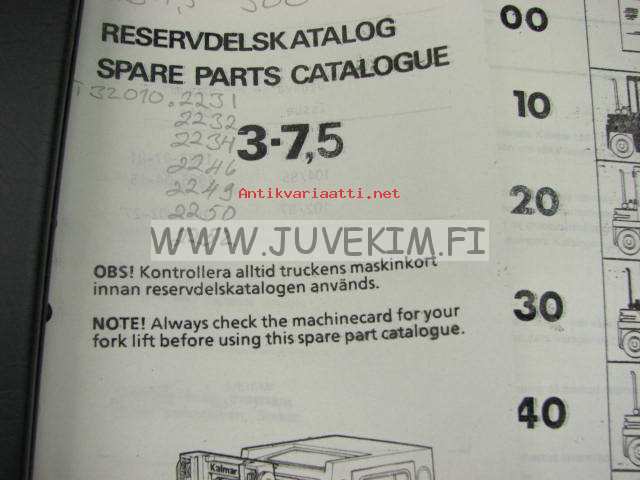 RESERVDELSKATALOG
SPARE PARTS CATALOGUE
T32010.2231
2232
2234
2246
2249
2250
3-7,5
Antikvariaatti.net
WWW.JUVEKIM.FI
OBS! Kontrollera alltid truckens maskinkort
innan reservdelskatalogen används.
NOTE! Always check the machinecard for your
fork lift before using this spare part catalogue.
Kalmar
00
10
20
30
40